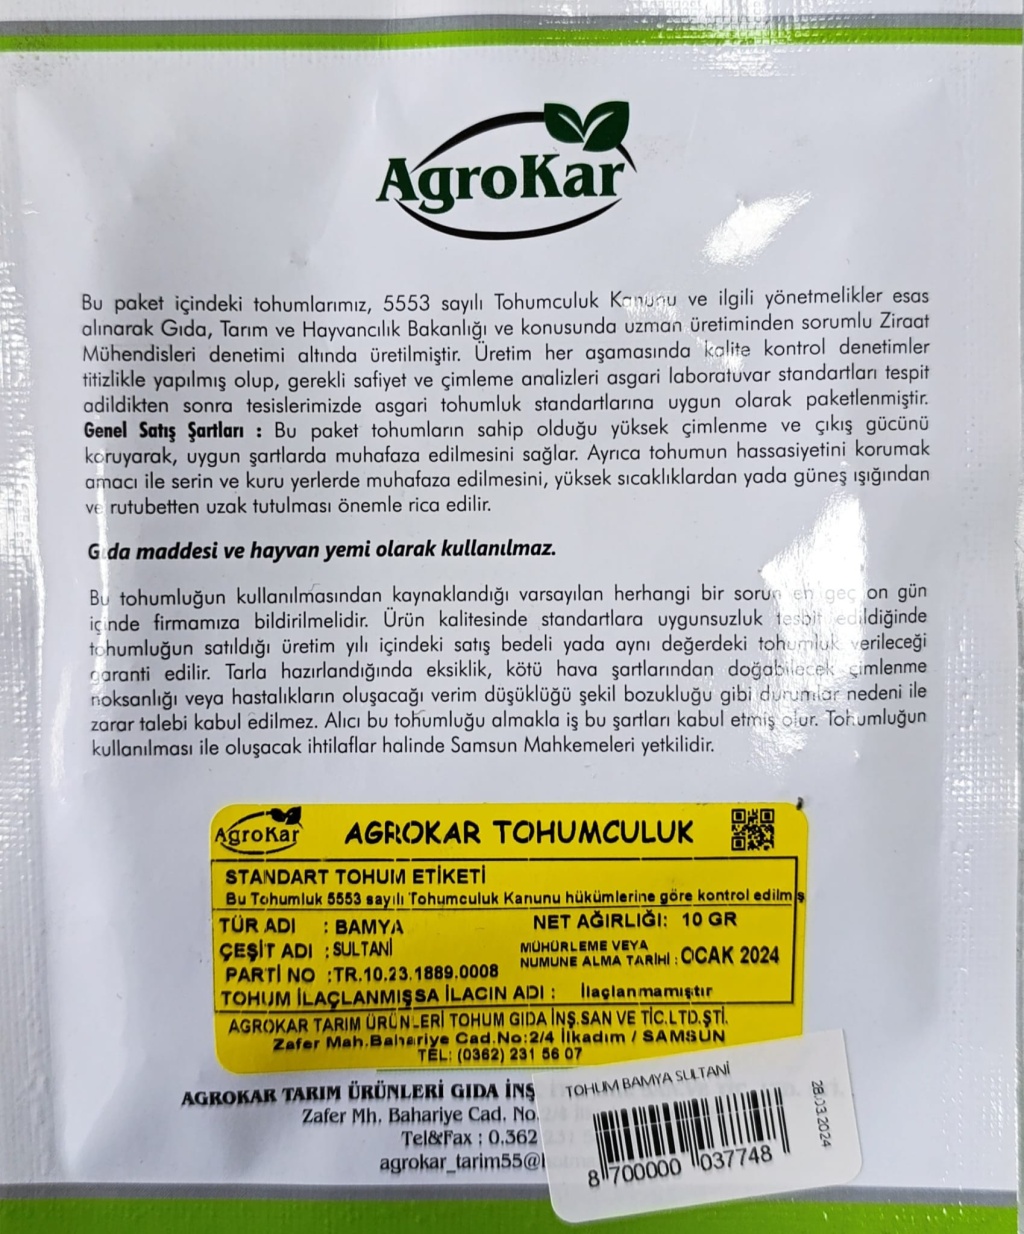 AgroKar
Bu paket içindeki tohumlarımız, 5553 sayılı Tohumculuk Kanunu ve ilgili yönetmelikler esas
alınarak Gıda, Tarım ve Hayvancılık Bakanlığı ve konusunda uzman üretiminden sorumlu Ziraat
Mühendisleri denetimi altında üretilmiştir. Üretim her aşamasında kalite kontrol denetimler
titizlikle yapılmış olup, gerekli safiyet ve çimleme analizleri asgari laboratuvar standartları tespit
adildikten sonra tesislerimizde asgari tohumluk standartlarına uygun olarak paketlenmiştir.
Genel Satış Şartları : Bu paket tohumların sahip olduğu yüksek çimlenme ve çıkış gücünü
koruyarak, uygun şartlarda muhafaza edilmesini sağlar. Ayrıca tohumun hassasiyetini korumak
amacı ile serin ve kuru yerlerde muhafaza edilmesini, yüksek sıcaklıklardan yada güneş ışığından
ve rutubetten uzak tutulması önemle rica edilir.
Gıda maddesi ve hayvan yemi olarak kullanılmaz.
Bu tohumluğun kullanılmasından kaynaklandığı varsayılan herhangi bir sorun en geç on gün
içinde firmamıza bildirilmelidir. Ürün kalitesinde standartlara uygunsuzluk tesbit edildiğinde
tohumluğun satıldığı üretim yılı içindeki satış bedeli yada aynı değerdeki tohumluk verileceği
garanti edilir. Tarla hazırlandığında eksiklik, kötü hava şartlarından doğabilecek çimlenme
noksanlığı veya hastalıkların oluşacağı verim düşüklüğü şekil bozukluğu gibi durumlar nedeni ile
zarar talebi kabul edilmez. Alıcı bu tohumluğu almakla iş bu şartları kabul etmiş olur. Tohumluğun
kullanılması ile oluşacak ihtilaflar halinde Samsun Mahkemeleri yetkilidir.
AgroKar AGROKAR TOHUMCULUK
STANDART TOHUM ETİKETİ
Bu Tohumluk 5553 sayılı Tohumculuk Kanunu hükümlerine göre kontrol edilmiş
TÜR ADI : BAMYA NET AĞIRLIĞI: 10 GR
ÇEŞİT ADI : SULTANİ MÜHÜRLEME VEYA
NUMUNE ALMA TARİHİ : OCAK 2024
PARTİ NO :TR.10.23.1889.0008
TOHUM İLAÇLANMIŞSA İLACIN ADI : İlaçlanmamıştır
AGROKAR TARIM ÜRÜNLERİ TOHUM GIDA İNŞ.SAN VE TİC.LTD.ŞTİ.
Zafer Mah.Bahariye Cad.No:2/4 İlkadım / SAMSUN
TEL: (0362) 231 56 07
AGROKAR TARIM ÜRÜNLERİ GIDA İNŞ
Zafer Mh. Bahariye Cad. No.
Tel&Fax : 0.362
agrokar_tarim55@
TOHUM BAMYA SULTANİ
28.03.2024
8 700000 037748